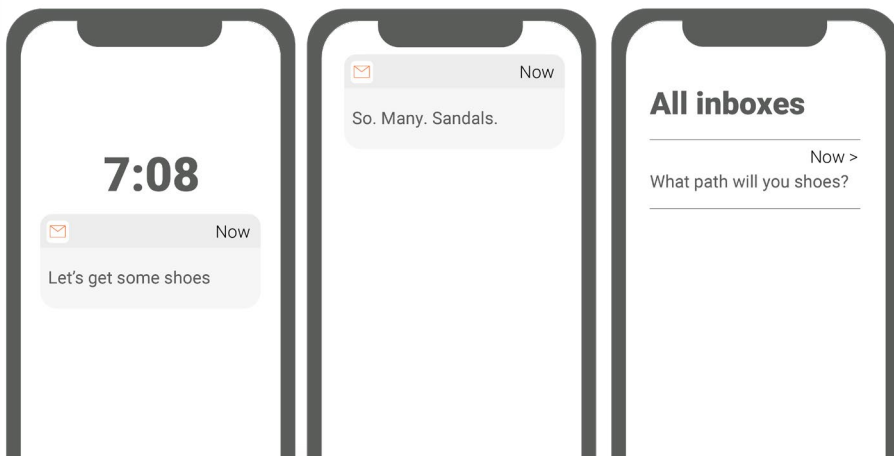 7:08
Now
Let's get some shoes
Now
So. Many. Sandals.
All inboxes
Now >
What path will you shoes?